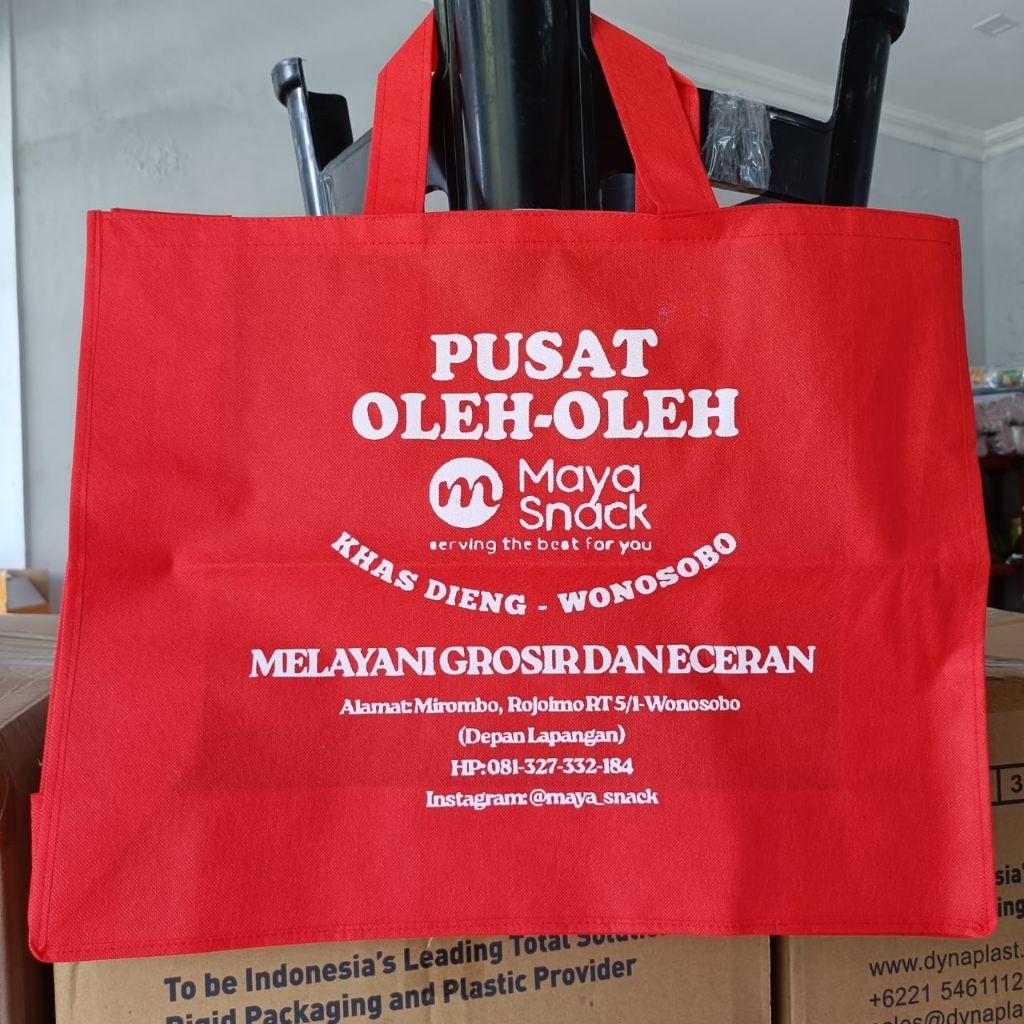 PUSAT
OLEH-OLEH
m Maya
Snack
serving the best for you
KHAS DIENG - WONOSOBO
MELAYANI GROSIR DAN ECERAN
Alamat: Mirombo, Rojoimo RT 5/1-Wonosobo
(Depan Lapangan)
HP: 081-327-332-184
Instagram: @maya_snack
To be Indonesia's Leading Total
Rigid Packaging and Plastic Provider
3
www.dynaplast.
+6221 5461112